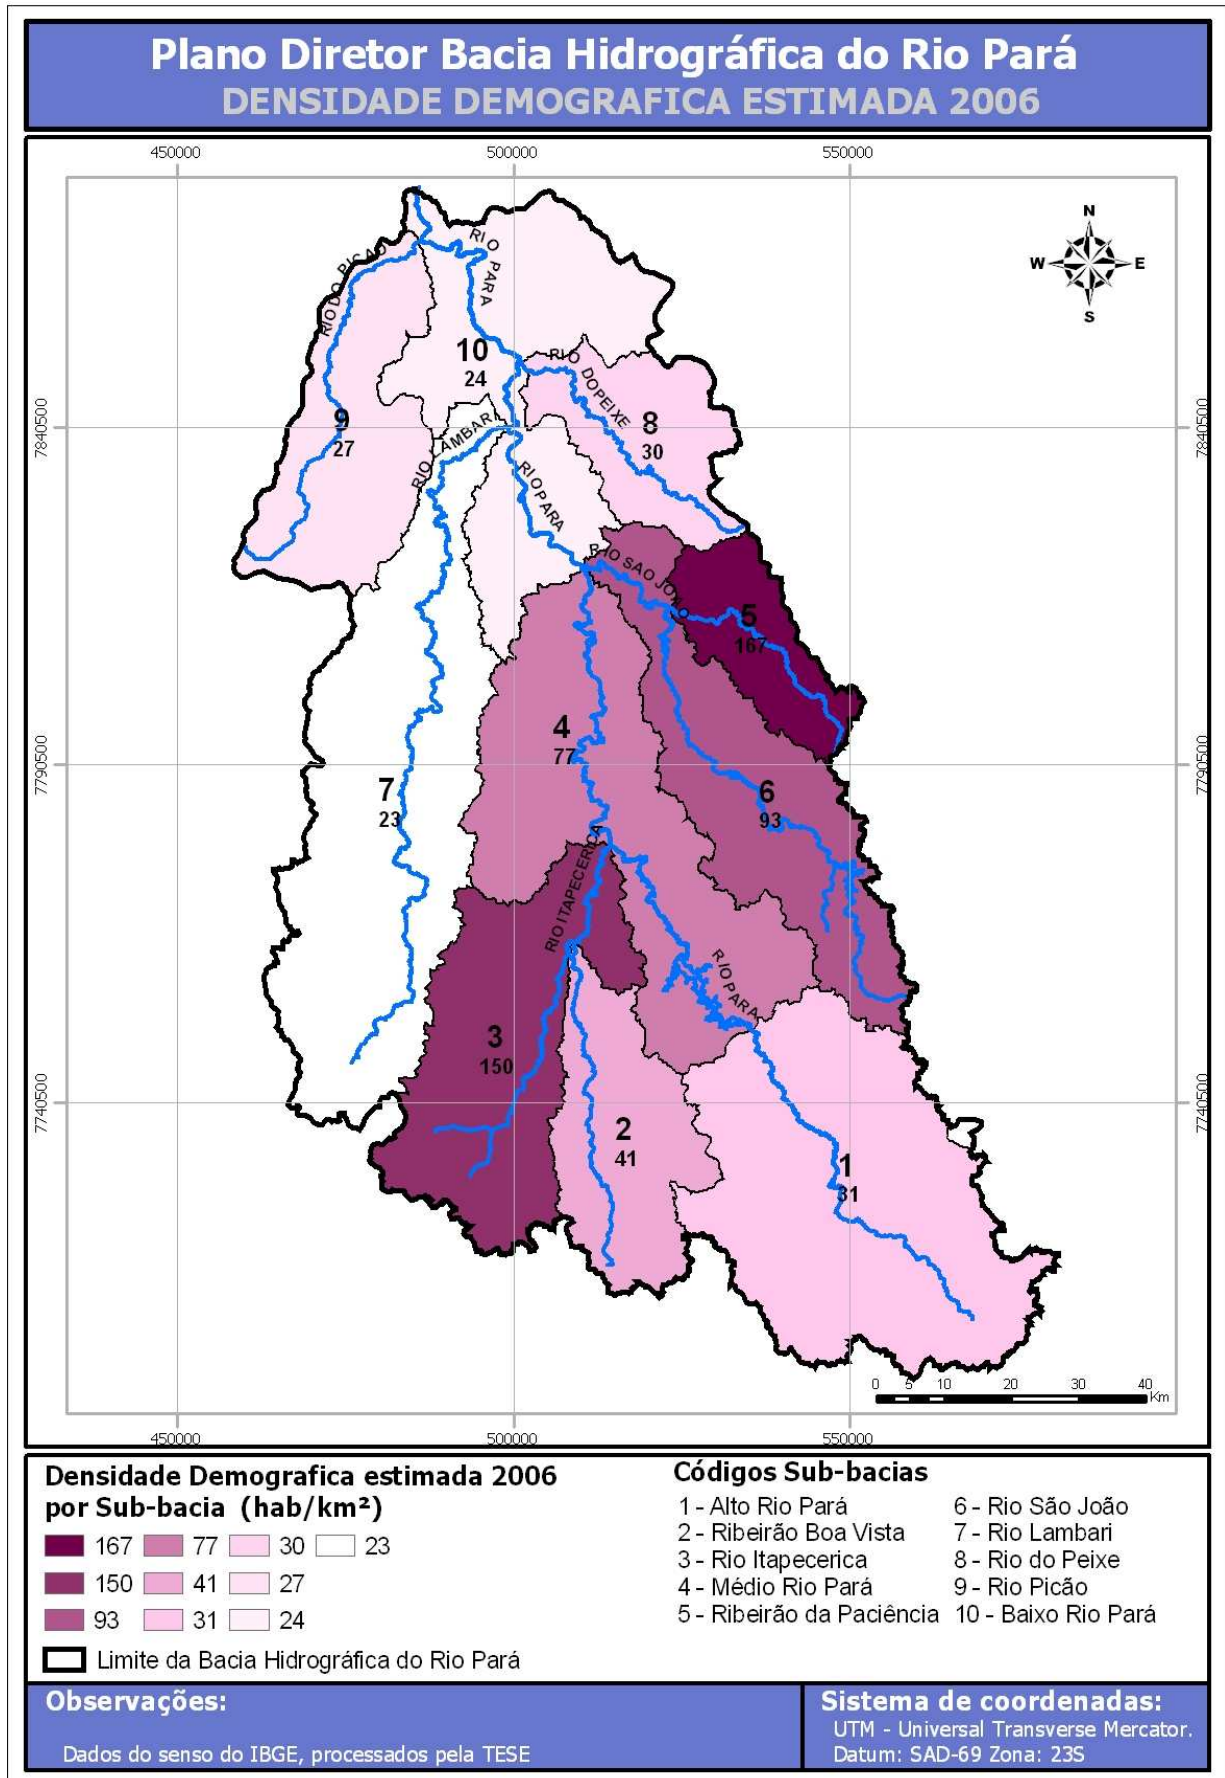 Plano Diretor Bacia Hidrográfica do Rio Pará
DENSIDADE DEMOGRAFICA ESTIMADA 2006
450000 500000 550000
N
W E
S
RIO DO PICAO
RIO PARA
10
24
RIO DOPEIXE
7840500
9
27
8
30
7840500
RIO LAMBARI
RIO PARA
RIO SAO JOAO
5
167
4
77
7790500
7790500
7
23
6
93
RIO ITAPECERICA
RIO PARA
3
150
7740500
7740500
2
41
1
31
0 5 10 20 30 40
Km
450000 500000 550000
Densidade Demografica estimada 2006
por Sub-bacia (hab/km²)
167 77 30 23
150 41 27
93 31 24
Limite da Bacia Hidrográfica do Rio Pará
Códigos Sub-bacias
1 - Alto Rio Pará
2 - Ribeirão Boa Vista
3 - Rio Itapecerica
4 - Médio Rio Pará
5 - Ribeirão da Paciência
6 - Rio São João
7 - Rio Lambari
8 - Rio do Peixe
9 - Rio Picão
10 - Baixo Rio Pará
Observações:
Dados do senso do IBGE, processados pela TESE
Sistema de coordenadas:
UTM - Universal Transverse Mercator.
Datum: SAD-69 Zona: 23S